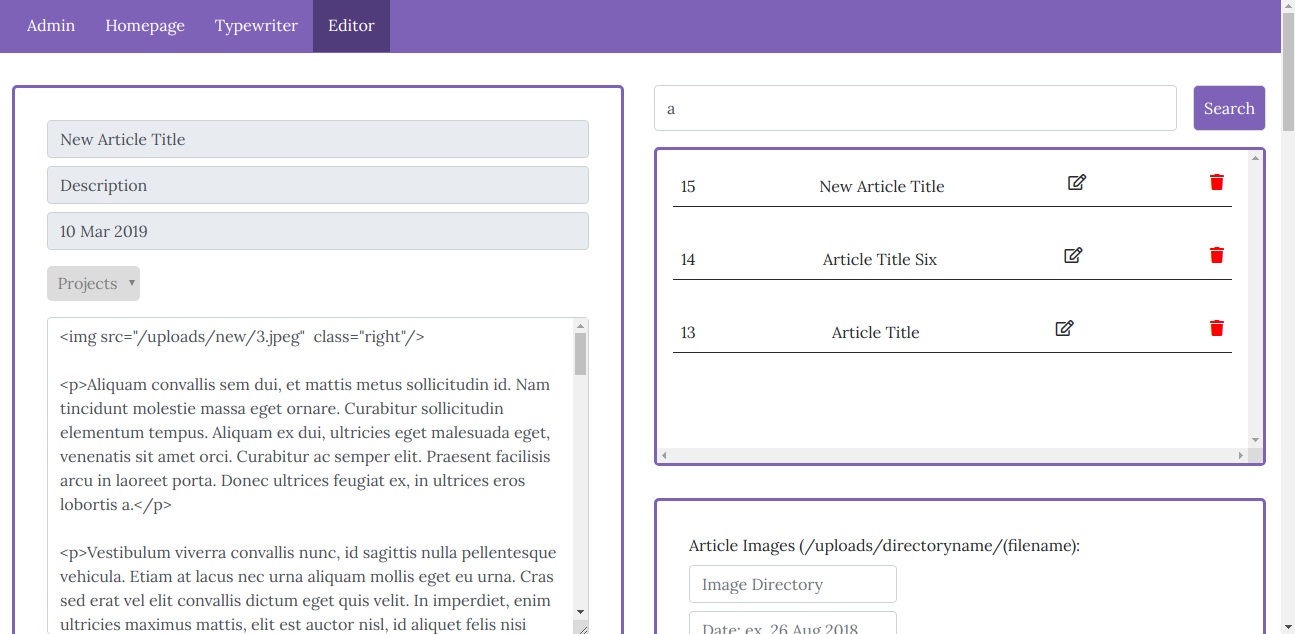 Admin Homepage Typewriter Editor
New Article Title
Description
10 Mar 2019
Projects
<img src="/uploads/new/3.jpeg"  class="right"/>
<p>Aliquam convallis sem dui, et mattis metus sollicitudin id. Nam
tincidunt molestie massa eget ornare. Curabitur sollicitudin
elementum tempus. Aliquam ex dui, ultricies eget malesuada eget,
venenatis sit amet orci. Curabitur ac semper elit. Praesent facilisis
arcu in laoreet porta. Donec ultrices feugiat ex, in ultrices eros
lobortis a.</p>
<p>Vestibulum viverra convallis nunc, id sagittis nulla pellentesque
vehicula. Etiam at lacus nec urna aliquam mollis eget eu urna. Cras
sed erat vel elit convallis dictum eget quis velit. In imperdiet, enim
ultricies maximus mattis, elit est auctor nisl, id aliquet felis nisi
a
Search
15 New Article Title
14 Article Title Six
13 Article Title
Article Images (/uploads/directoryname/(filename):
Image Directory
Date: ex. 26 Aug 2018